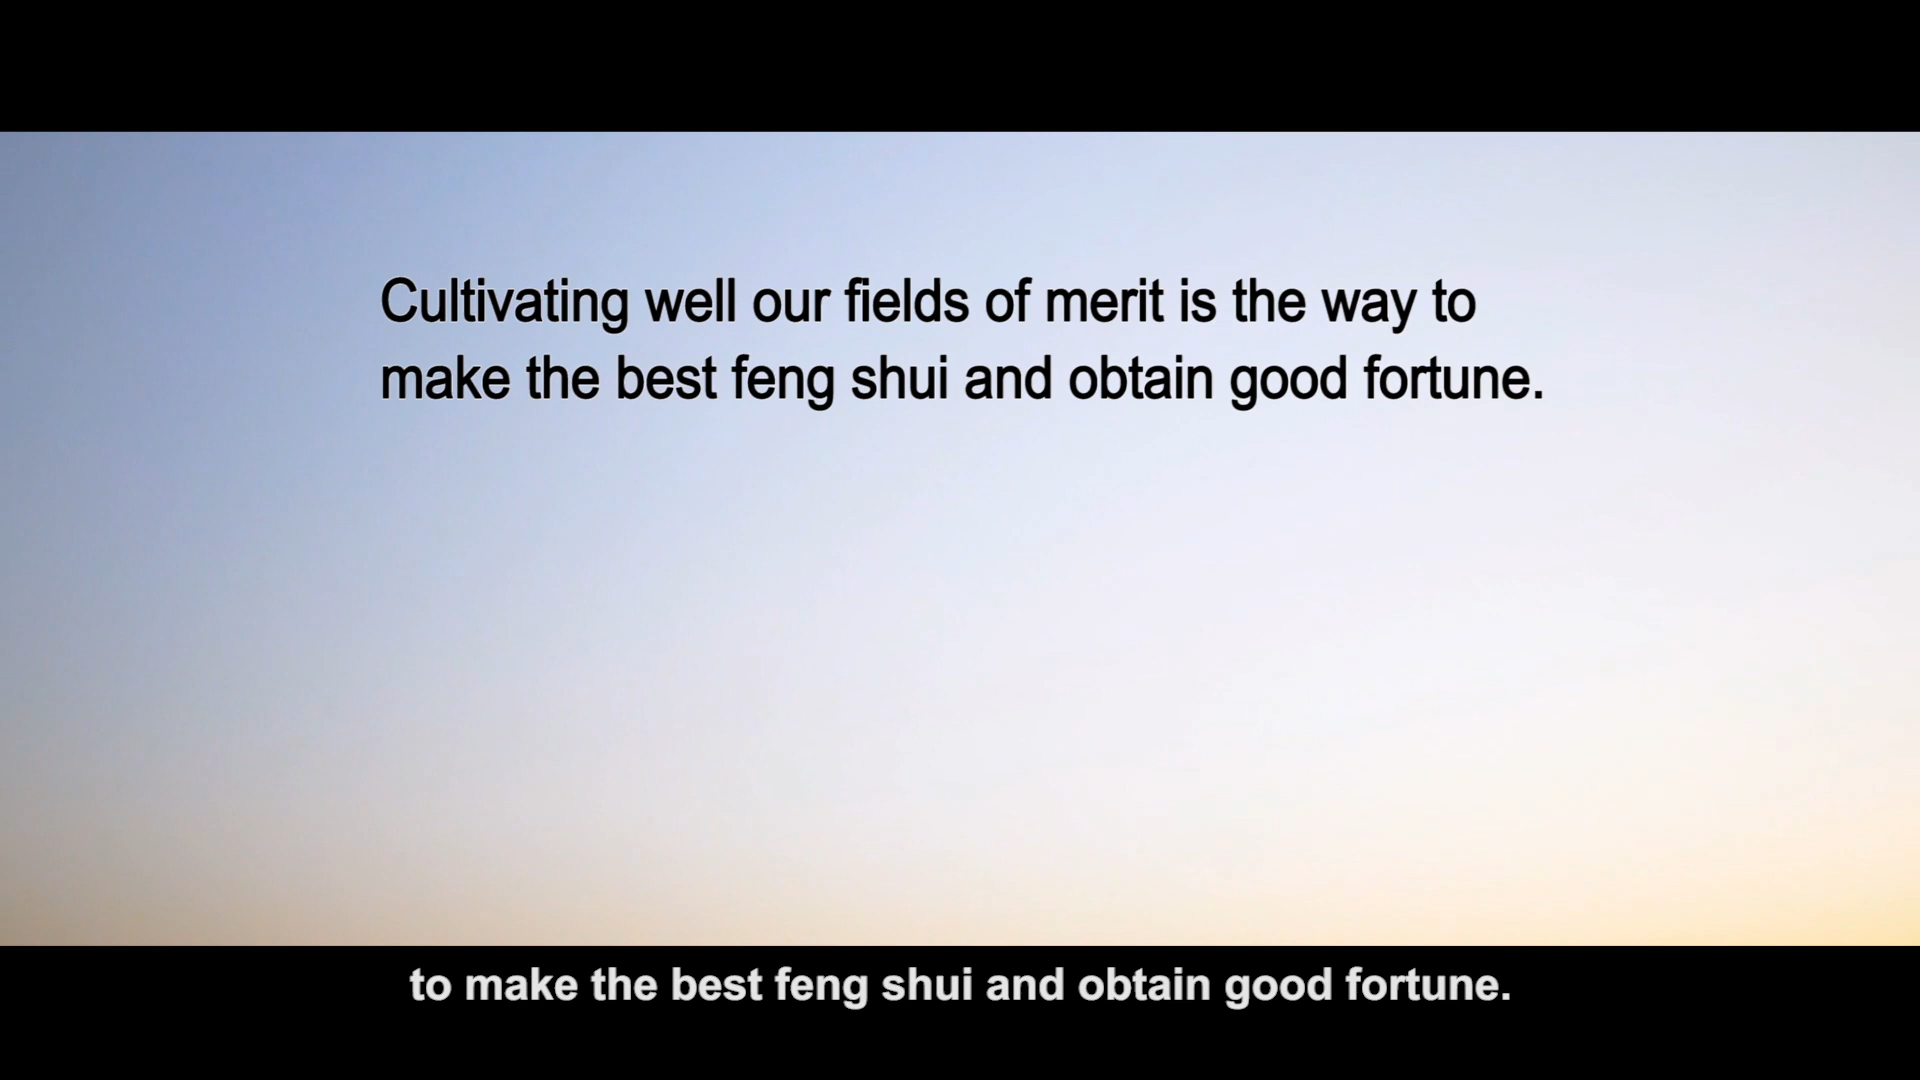 Cultivating well our fields of merit is the way to
make the best feng shui and obtain good fortune.
to make the best feng shui and obtain good fortune.